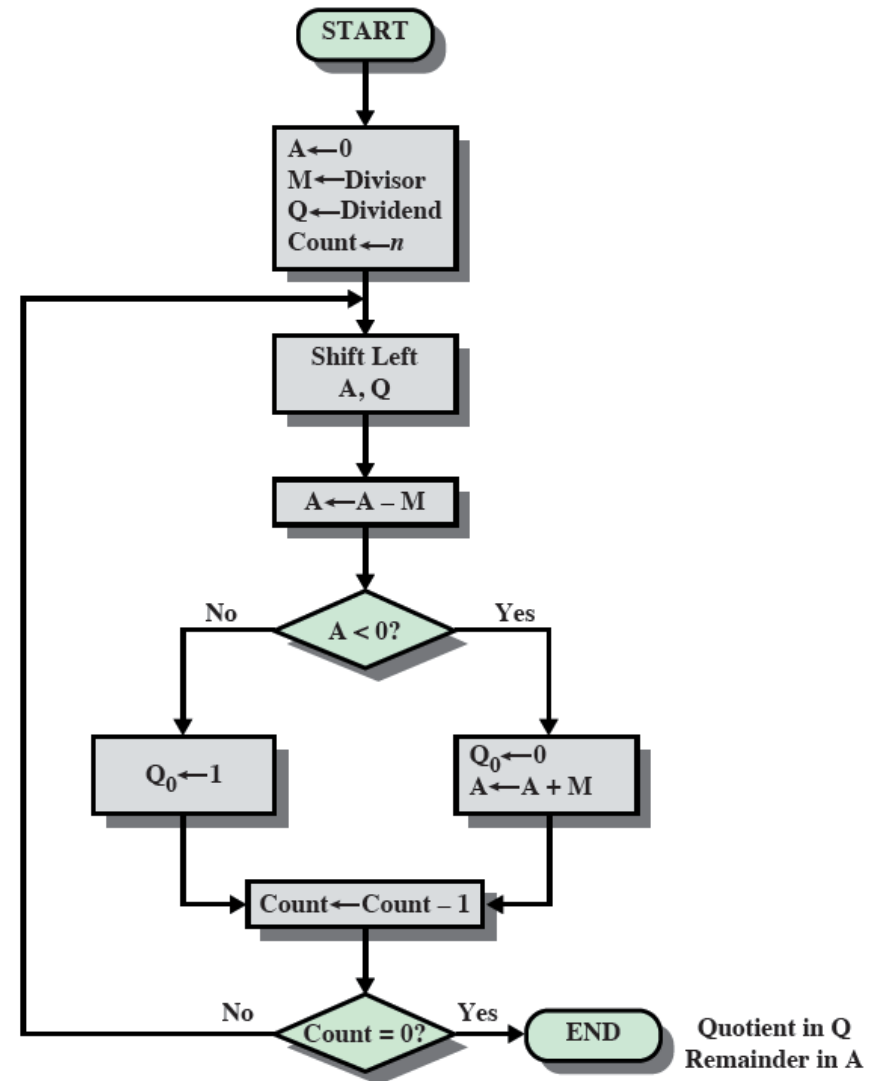 START
A←0
M←Divisor
Q←Dividend
Count←n
Shift Left
A, Q
A←A – M
No
Yes
A < 0?
Q₀←1
Q₀←0
A←A + M
Count←Count – 1
No
Yes
Count = 0?
END
Quotient in Q
Remainder in A